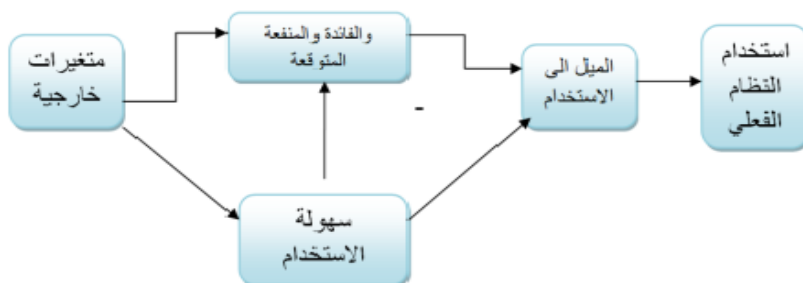 متغيرات
خارجية
والفائدة والمنفعة
المتوقعة
سهولة
الاستخدام
الميل الى
الاستخدام
استخدام
النظام
الفعلي
-